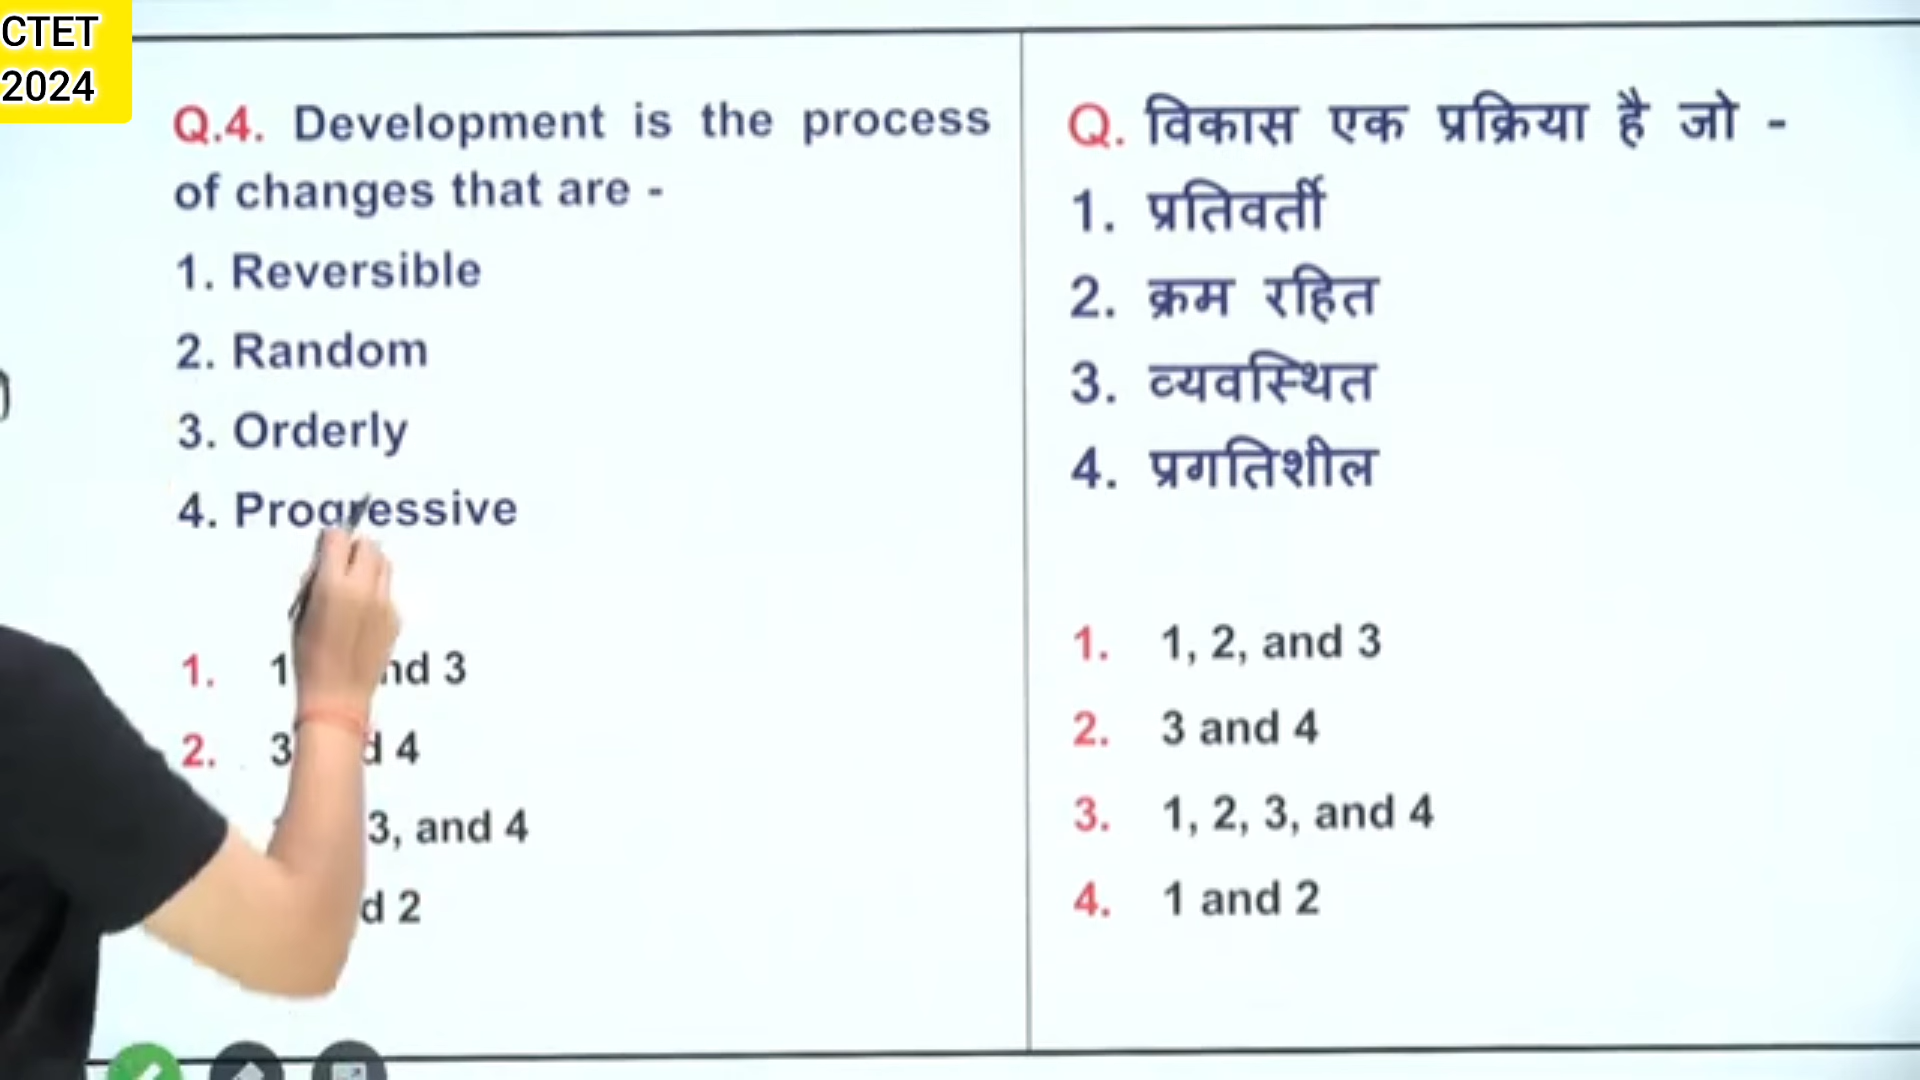 CTET
2024
Q.4. Development is the process
of changes that are -
1. Reversible
2. Random
3. Orderly
4. Progressive
1. 1 and 3
2. 3 4
3, and 4
2
Q. विकास एक प्रक्रिया है जो -
1. प्रतिवर्ती
2. क्रम रहित
3. व्यवस्थित
4. प्रगतिशील
1. 1, 2, and 3
2. 3 and 4
3. 1, 2, 3, and 4
4. 1 and 2